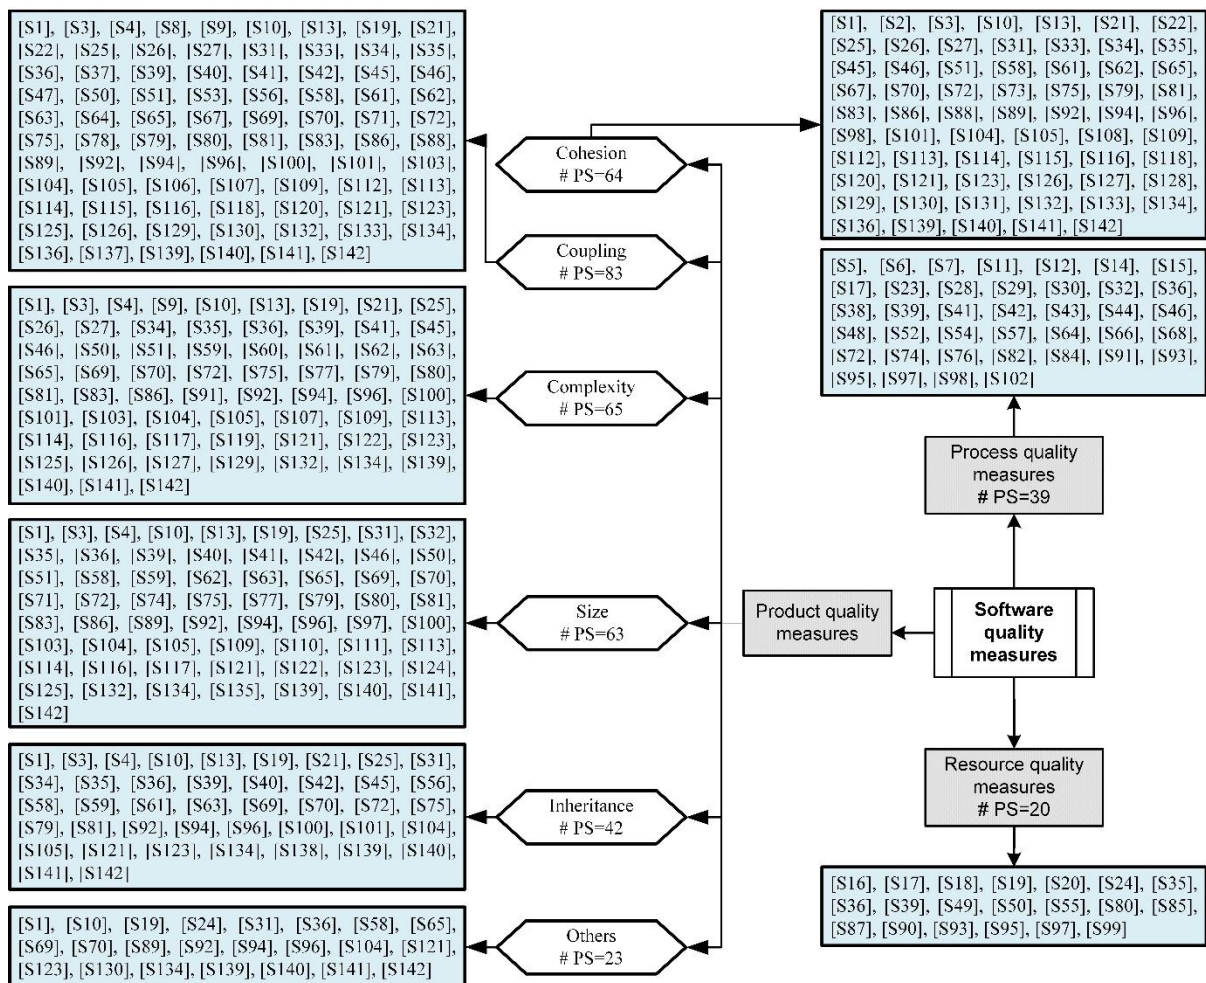 [S1], [S3], [S4], [S8], [S9], [S10], [S13], [S19], [S21],
[S22], [S25], [S26], [S27], [S31], [S33], [S34], [S35],
[S36], [S37], [S39], [S40], [S41], [S42], [S45], [S46],
[S47], [S50], [S51], [S53], [S56], [S58], [S61], [S62],
[S63], [S64], [S65], [S67], [S69], [S70], [S71], [S72],
[S75], [S78], [S79], [S80], [S81], [S83], [S86], [S88],
[S89], [S92], [S94], [S96], [S100], [S101], [S103],
[S104], [S105], [S106], [S107], [S109], [S112], [S113],
[S114], [S115], [S116], [S118], [S120], [S121], [S123],
[S125], [S126], [S129], [S130], [S132], [S133], [S134],
[S136], [S137], [S139], [S140], [S141], [S142]
[S1], [S3], [S4], [S9], [S10], [S13], [S19], [S21], [S25],
[S26], [S27], [S34], [S35], [S36], [S39], [S41], [S45],
[S46], [S50], [S51], [S59], [S60], [S61], [S62], [S63],
[S65], [S69], [S70], [S72], [S75], [S77], [S79], [S80],
[S81], [S83], [S86], [S91], [S92], [S94], [S96], [S100],
[S101], [S103], [S104], [S105], [S107], [S109], [S113],
[S114], [S116], [S117], [S119], [S121], [S122], [S123],
[S125], [S126], [S127], [S129], [S132], [S134], [S139],
[S140], [S141], [S142]
[S1], [S3], [S4], [S10], [S13], [S19], [S25], [S31], [S32],
[S35], [S36], [S39], [S40], [S41], [S42], [S46], [S50],
[S51], [S58], [S59], [S62], [S63], [S65], [S69], [S70],
[S71], [S72], [S74], [S75], [S77], [S79], [S80], [S81],
[S83], [S86], [S89], [S92], [S94], [S96], [S97], [S100],
[S103], [S104], [S105], [S109], [S110], [S111], [S113],
[S114], [S116], [S117], [S121], [S122], [S123], [S124],
[S125], [S132], [S134], [S135], [S139], [S140], [S141],
[S142]
[S1], [S3], [S4], [S10], [S13], [S19], [S21], [S25], [S31],
[S34], [S35], [S36], [S39], [S40], [S42], [S45], [S56],
[S58], [S59], [S61], [S63], [S69], [S70], [S72], [S75],
[S79], [S81], [S92], [S94], [S96], [S100], [S101], [S104],
[S105], [S121], [S123], [S134], [S138], [S139], [S140],
[S141], [S142]
[S1], [S10], [S19], [S24], [S31], [S36], [S58], [S65],
[S69], [S70], [S89], [S92], [S94], [S96], [S104], [S121],
[S123], [S130], [S134], [S139], [S140], [S141], [S142]
Cohesion
# PS=64
Coupling
# PS=83
Complexity
# PS=65
Size
# PS=63
Inheritance
# PS=42
Others
# PS=23
[S1], [S2], [S3], [S10], [S13], [S21], [S22],
[S25], [S26], [S27], [S31], [S33], [S34], [S35],
[S45], [S46], [S51], [S58], [S61], [S62], [S65],
[S67], [S70], [S72], [S73], [S75], [S79], [S81],
[S83], [S86], [S88], [S89], [S92], [S94], [S96],
[S98], [S101], [S104], [S105], [S108], [S109],
[S112], [S113], [S114], [S115], [S116], [S118],
[S120], [S121], [S123], [S126], [S127], [S128],
[S129], [S130], [S131], [S132], [S133], [S134],
[S136], [S139], [S140], [S141], [S142]
[S5], [S6], [S7], [S11], [S12], [S14], [S15],
[S17], [S23], [S28], [S29], [S30], [S32], [S36],
[S38], [S39], [S41], [S42], [S43], [S44], [S46],
[S48], [S52], [S54], [S57], [S64], [S66], [S68],
[S72], [S74], [S76], [S82], [S84], [S91], [S93],
[S95], [S97], [S98], [S102]
Process quality
measures
# PS=39
Product quality
measures
Software
quality
measures
Resource quality
measures
# PS=20
[S16], [S17], [S18], [S19], [S20], [S24], [S35],
[S36], [S39], [S49], [S50], [S55], [S80], [S85],
[S87], [S90], [S93], [S95], [S97], [S99]